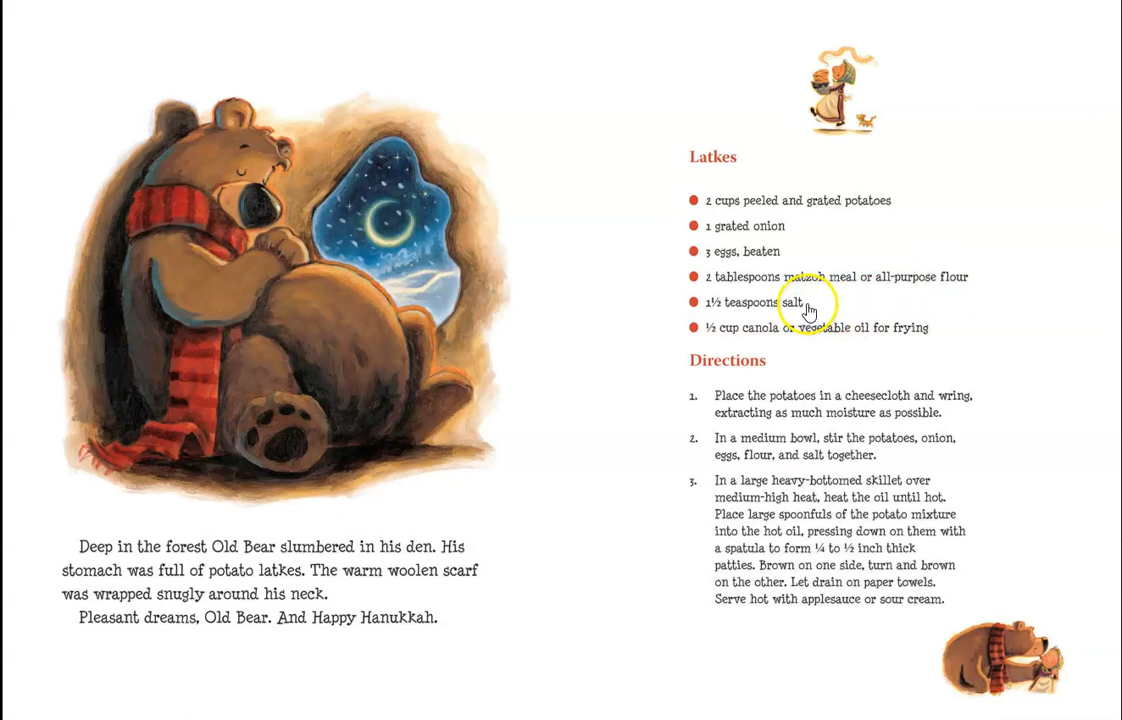 Deep in the forest Old Bear slumbered in his den. His
stomach was full of potato latkes. The warm woolen scarf
was wrapped snugly around his neck.
Pleasant dreams, Old Bear. And Happy Hanukkah.
Latkes
2 cups peeled and grated potatoes
1 grated onion
3 eggs, beaten
2 tablespoons matzoh meal or all-purpose flour
1½ teaspoons salt
½ cup canola or vegetable oil for frying
Directions
1. Place the potatoes in a cheesecloth and wring,
extracting as much moisture as possible.
2. In a medium bowl, stir the potatoes, onion,
eggs, flour, and salt together.
3. In a large heavy-bottomed skillet over
medium-high heat, heat the oil until hot.
Place large spoonfuls of the potato mixture
into the hot oil, pressing down on them with
a spatula to form ¼ to ½ inch thick
patties. Brown on one side, turn and brown
on the other. Let drain on paper towels.
Serve hot with applesauce or sour cream.